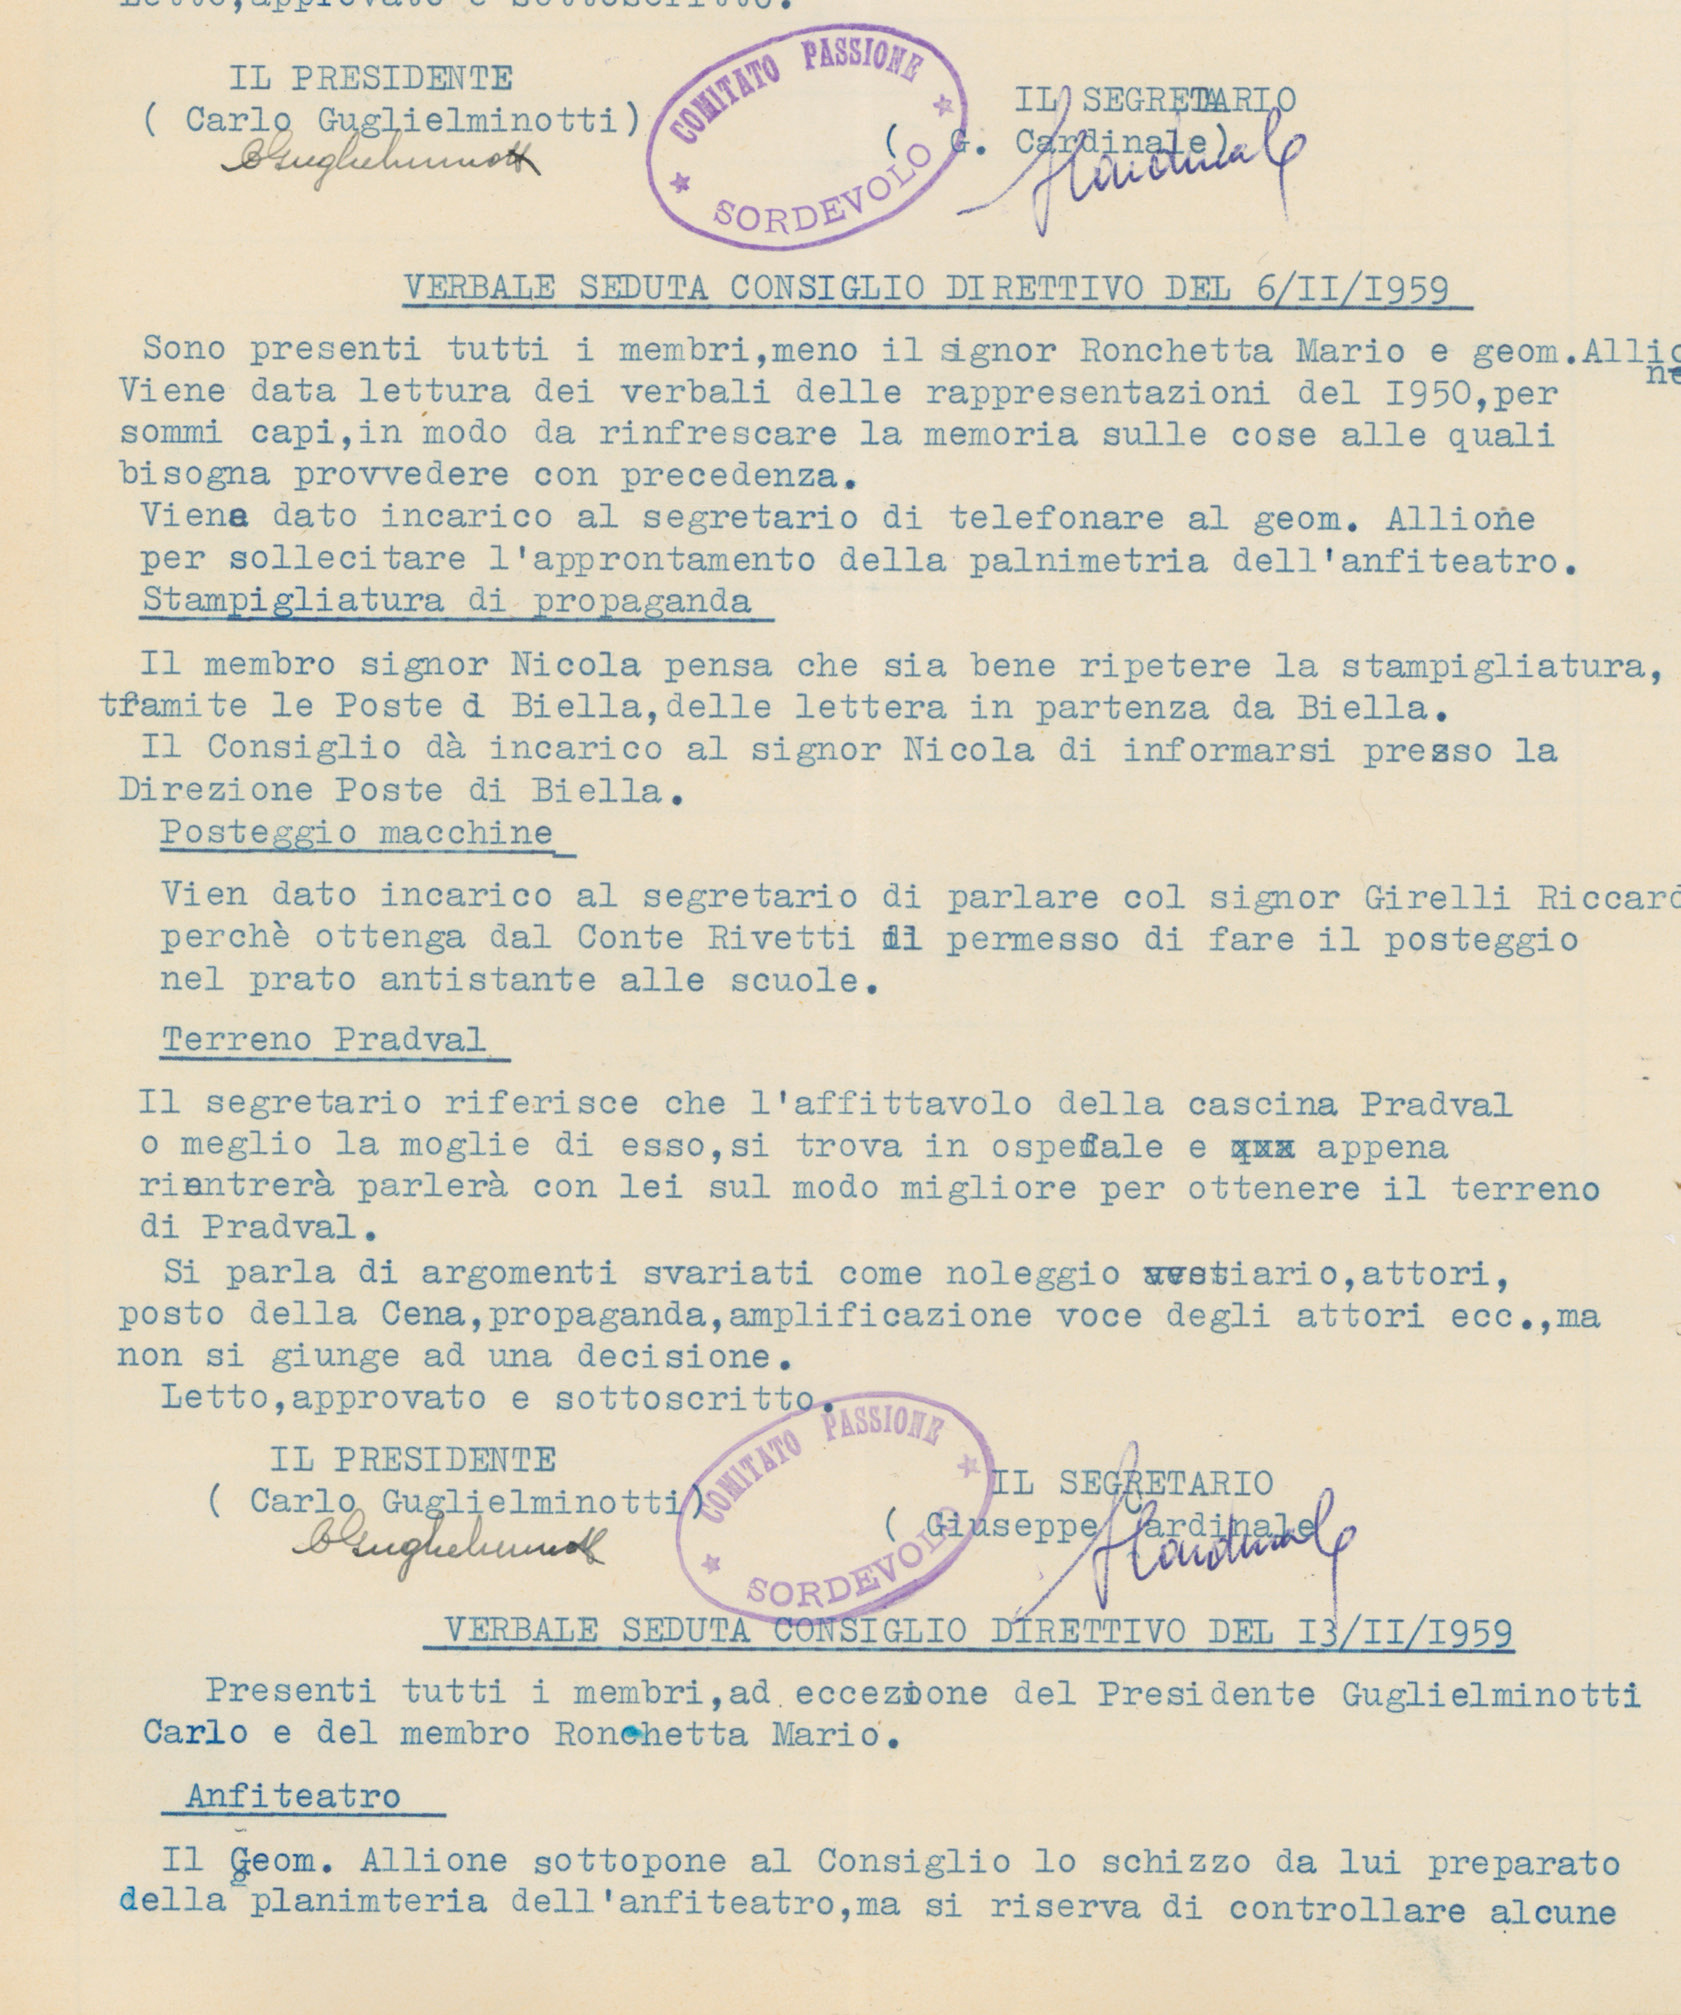 Letto,approvato e sottoscritto.
IL PRESIDENTE
( Carlo Guglielminotti)
CGuglielminotti
COMITATO PASSIONE
SORDEVOLO
IL SEGRETARIO
( G. Cardinale)
GCardinale
VERBALE SEDUTA CONSIGLIO DIRETTIVO DEL 6/II/I959
Sono presenti tutti i membri,meno il signor Ronchetta Mario e geom.Allio
ne
Viene data lettura dei verbali delle rappresentazioni del I950,per
sommi capi,in modo da rinfrescare la memoria sulle cose alle quali
bisogna provvedere con precedenza.
Viene dato incarico al segretario di telefonare al geom. Allione
per sollecitare l'approntamento della palnimetria dell'anfiteatro.
Stampigliatura di propaganda
Il membro signor Nicola pensa che sia bene ripetere la stampigliatura,
tramite le Poste d Biella,delle lettera in partenza da Biella.
Il Consiglio dà incarico al signor Nicola di informarsi presso la
Direzione Poste di Biella.
Posteggio macchine
Vien dato incarico al segretario di parlare col signor Girelli Riccard
perchè ottenga dal Conte Rivetti il permesso di fare il posteggio
nel prato antistante alle scuole.
Terreno Pradval
Il segretario riferisce che l'affittavolo della cascina Pradval
o meglio la moglie di esso,si trova in ospedale e xxx appena
rientrerà parlerà con lei sul modo migliore per ottenere il terreno
di Pradval.
Si parla di argomenti svariati come noleggio vestiario,attori,
posto della Cena,propaganda,amplificazione voce degli attori ecc.,ma
non si giunge ad una decisione.
Letto,approvato e sottoscritto.
IL PRESIDENTE
( Carlo Guglielminotti)
CGuglielminotti
COMITATO PASSIONE
SORDEVOLO
IL SEGRETARIO
( Giuseppe Cardinale
GCardinale
VERBALE SEDUTA CONSIGLIO DIRETTIVO DEL I3/II/I959
Presenti tutti i membri,ad eccezione del Presidente Guglielminotti
Carlo e del membro Ronchetta Mario.
Anfiteatro
Il Geom. Allione sottopone al Consiglio lo schizzo da lui preparato
della planimteria dell'anfiteatro,ma si riserva di controllare alcune